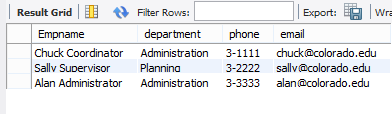 Result Grid Filter Rows: Export:
Empname department phone email
Chuck Coordinator Administration 3-1111 chuck@colorado.edu
Sally Supervisor Planning 3-2222 sally@colorado.edu
Alan Administrator Administration 3-3333 alan@colorado.edu